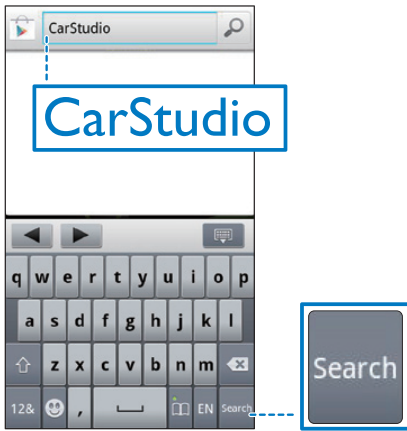 CarStudio
CarStudio
q w e r t y u i o p
a s d f g h j k l
z x c v b n m
12& , EN Search
Search